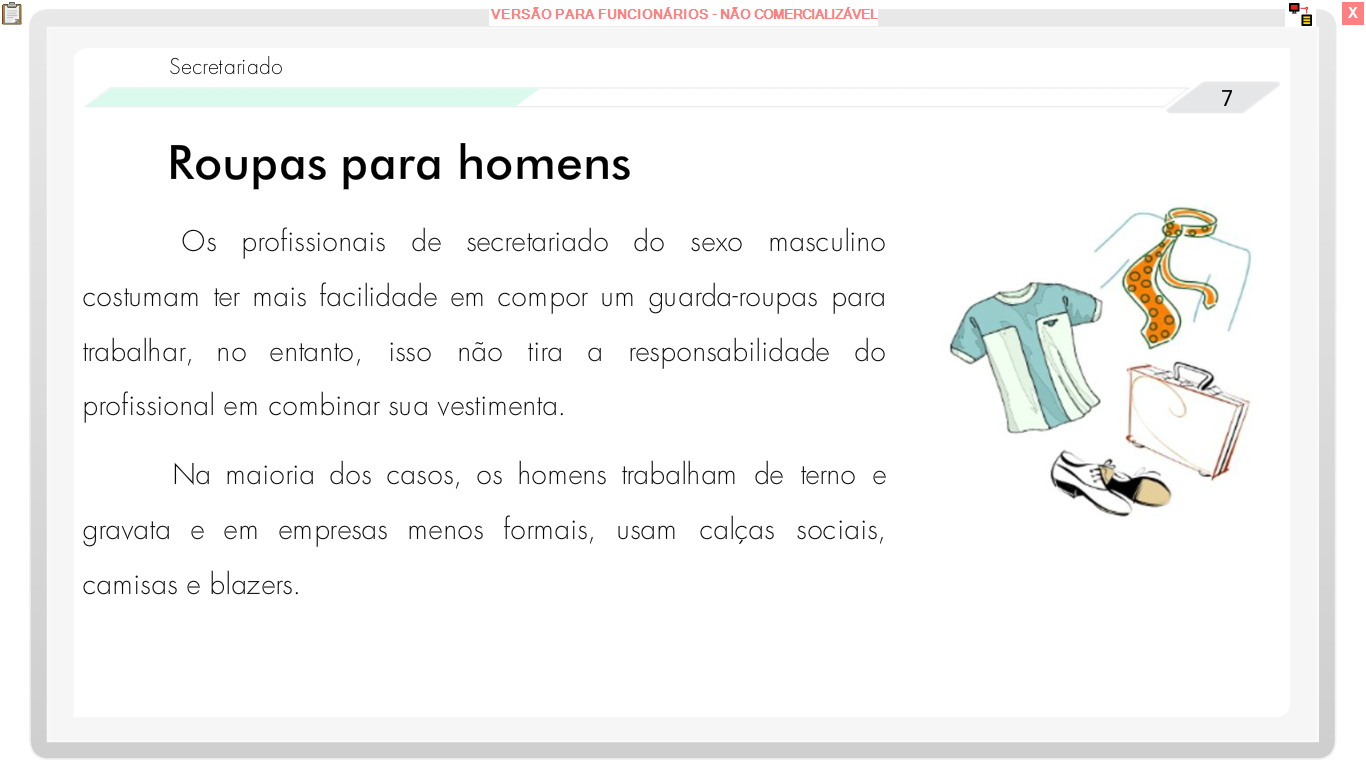 VERSÃO PARA FUNCIONÁRIOS - NÃO COMERCIALIZÁVEL
X
Secretariado
7
Roupas para homens
Os profissionais de secretariado do sexo masculino
costumam ter mais facilidade em compor um guarda-roupas para
trabalhar, no entanto, isso não tira a responsabilidade do
profissional em combinar sua vestimenta.
Na maioria dos casos, os homens trabalham de terno e
gravata e em empresas menos formais, usam calças sociais,
camisas e blazers.